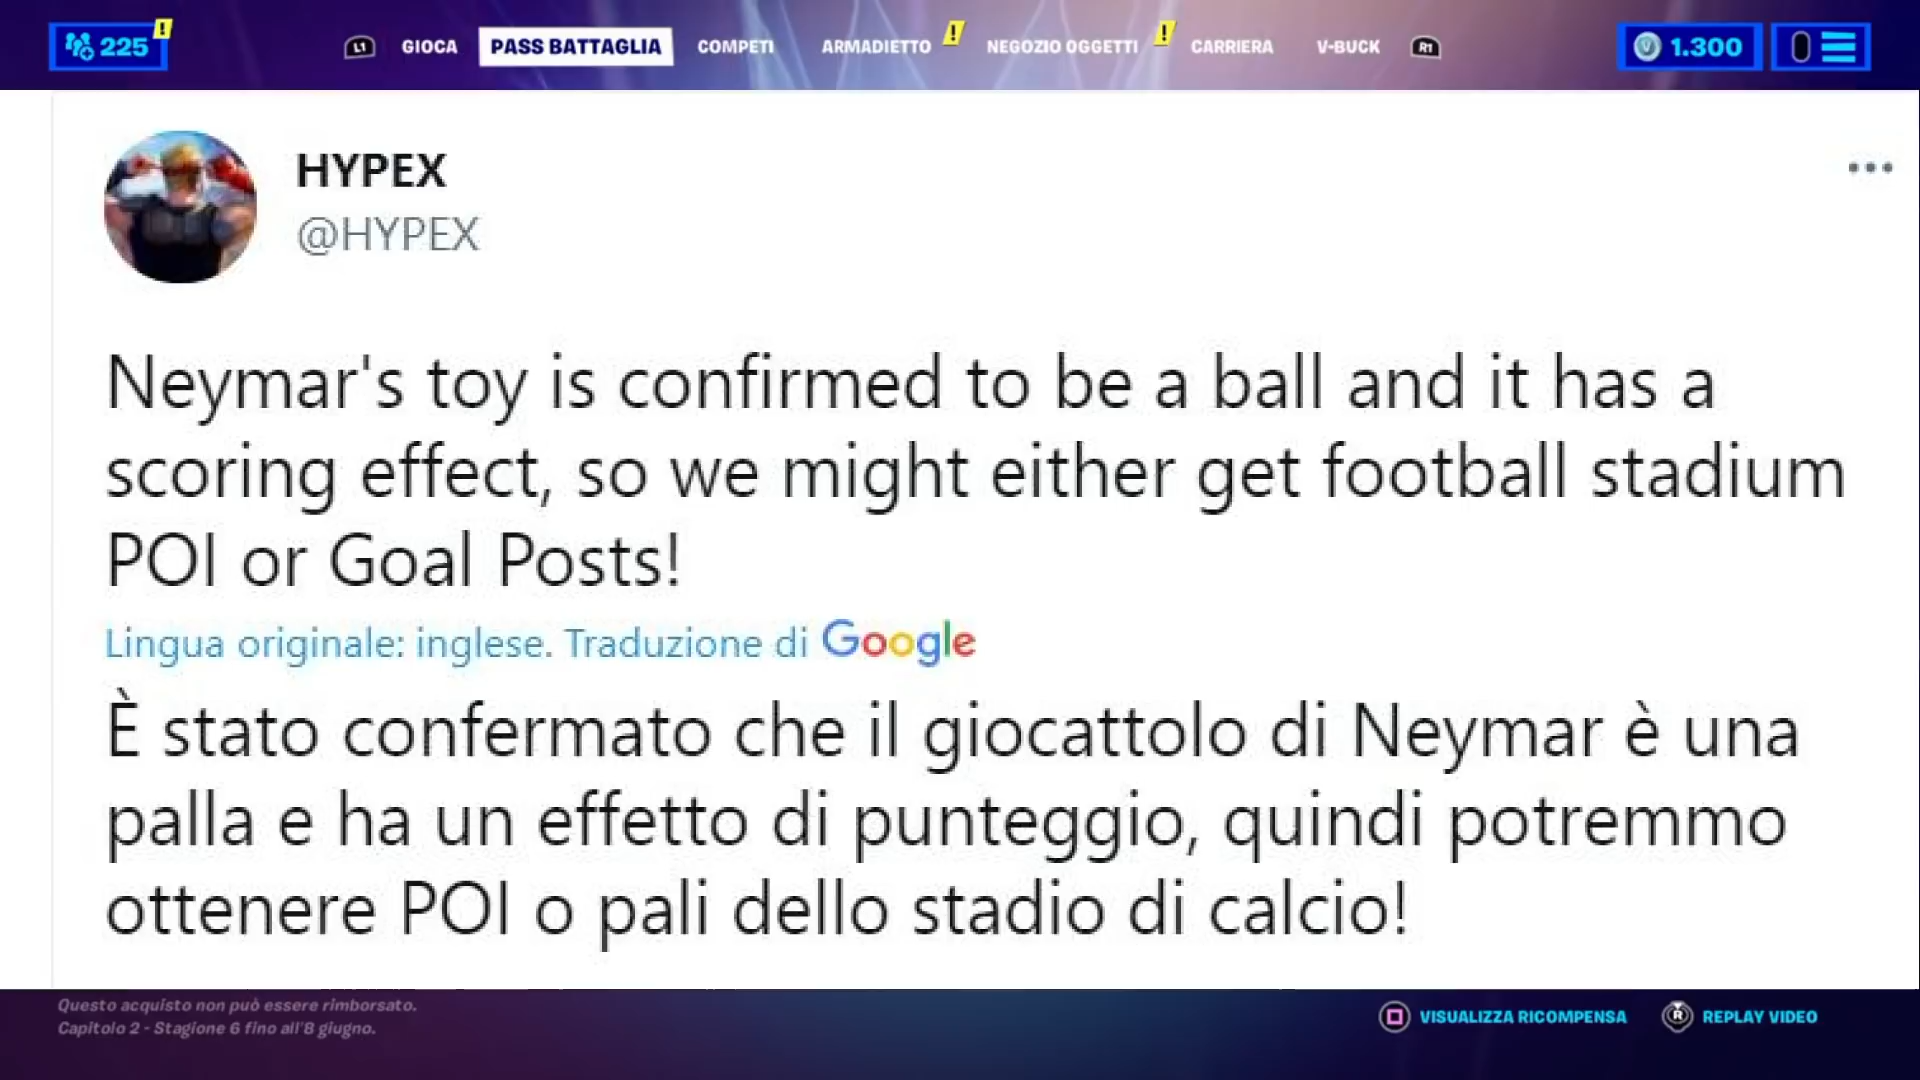 225 !
L1 GIOCA PASS BATTAGLIA COMPETI ARMADIETTO ! NEGOZIO OGGETTI ! CARRIERA V-BUCK R1
V 1.300
HYPEX
@HYPEX
Neymar's toy is confirmed to be a ball and it has a
scoring effect, so we might either get football stadium
POI or Goal Posts!
Lingua originale: inglese. Traduzione di Google
È stato confermato che il giocattolo di Neymar è una
palla e ha un effetto di punteggio, quindi potremmo
ottenere POI o pali dello stadio di calcio!
Questo acquisto non può essere rimborsato.
Capitolo 2 - Stagione 6 fino all'8 giugno.
VISUALIZZA RICOMPENSA R REPLAY VIDEO